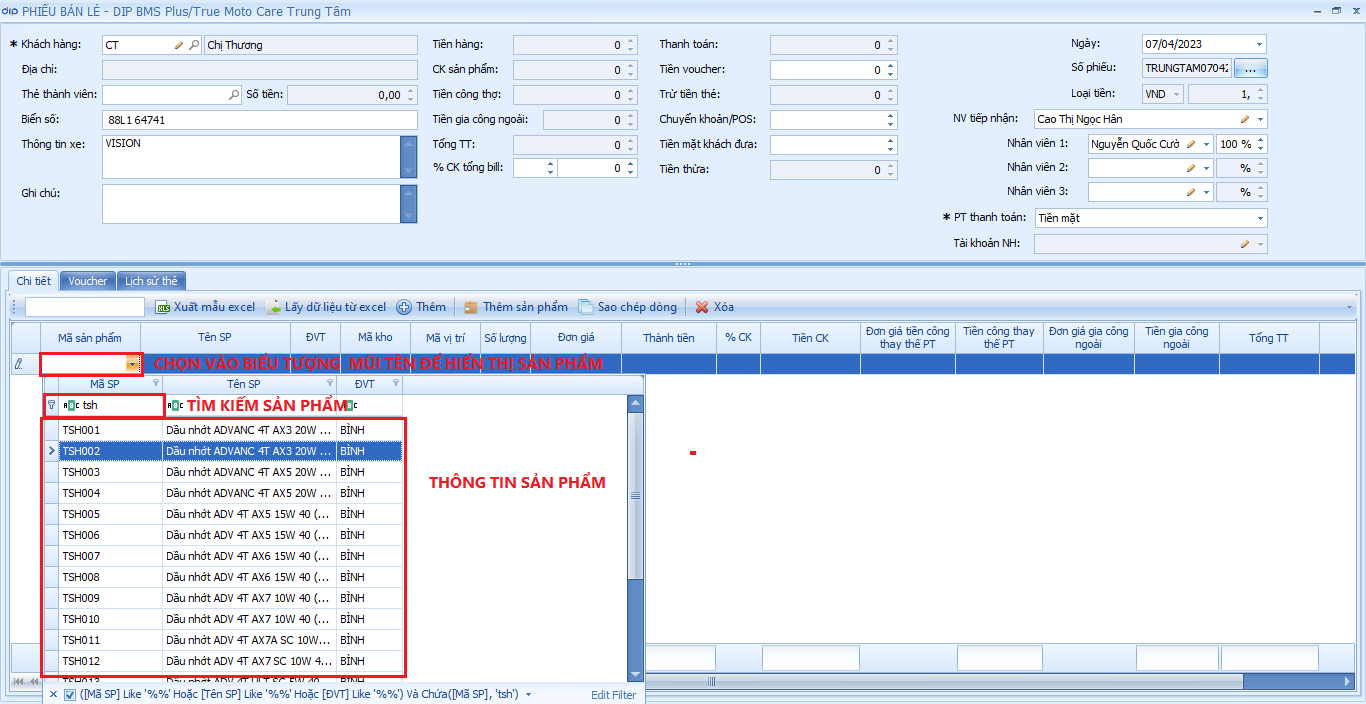 dip PHIẾU BÁN LẺ - DIP BMS Plus/True Moto Care Trung Tâm
* Khách hàng: CT Chị Thương
Địa chỉ:
Thẻ thành viên: Số tiền: 0,00
Biển số: 88L1 64741
Thông tin xe: VISION
Ghi chú:
Tiền hàng: 0
CK sản phẩm: 0
Tiền công thợ: 0
Tiền gia công ngoài: 0
Tổng TT: 0
% CK tổng bill: 0
Thanh toán: 0
Tiền voucher: 0
Trừ tiền thẻ: 0
Chuyển khoản/POS:
Tiền mặt khách đưa:
Tiền thừa: 0
Ngày: 07/04/2023
Số phiếu: TRUNGTAM0704 ...
Loại tiền: VND 1,
NV tiếp nhận: Cao Thị Ngọc Hân
Nhân viên 1: Nguyễn Quốc Cườ 100 %
Nhân viên 2: %
Nhân viên 3: %
* PT thanh toán: Tiền mặt
Tài khoản NH:
Chi tiết Voucher Lịch sử thẻ
Xuất mẫu excel Lấy dữ liệu từ excel Thêm Thêm sản phẩm Sao chép dòng Xóa
Mã sản phẩm Tên SP ĐVT Mã kho Mã vị trí Số lượng Đơn giá Thành tiền % CK Tiền CK Đơn giá tiền công thay thế PT Tiền công thay thế PT Đơn giá gia công ngoài Tiền gia công ngoài Tổng TT
CHỌN VÀO BIỂU TƯỢNG MŨI TÊN ĐỂ HIỂN THỊ SẢN PHẨM
Mã SP Tên SP ĐVT
tsh TÌM KIẾM SẢN PHẨM
TSH001 Dầu nhớt ADVANC 4T AX3 20W ... BÌNH
TSH002 Dầu nhớt ADVANC 4T AX3 20W ... BÌNH
TSH003 Dầu nhớt ADVANC 4T AX5 20W ... BÌNH
THÔNG TIN SẢN PHẨM
TSH004 Dầu nhớt ADVANC 4T AX5 20W ... BÌNH
TSH005 Dầu nhớt ADV 4T AX5 15W 40 (... BÌNH
TSH006 Dầu nhớt ADV 4T AX5 15W 40 (... BÌNH
TSH007 Dầu nhớt ADV 4T AX6 15W 40 (... BÌNH
TSH008 Dầu nhớt ADV 4T AX6 15W 40 (... BÌNH
TSH009 Dầu nhớt ADV 4T AX7 10W 40 (... BÌNH
TSH010 Dầu nhớt ADV 4T AX7 10W 40 (... BÌNH
TSH011 Dầu nhớt ADV 4T AX7A SC 10W... BÌNH
TSH012 Dầu nhớt ADV 4T AX7 SC 10W 4... BÌNH
([Mã SP] Like '%%' Hoặc [Tên SP] Like '%%' Hoặc [ĐVT] Like '%%') Và Chứa([Mã SP], 'tsh') Edit Filter